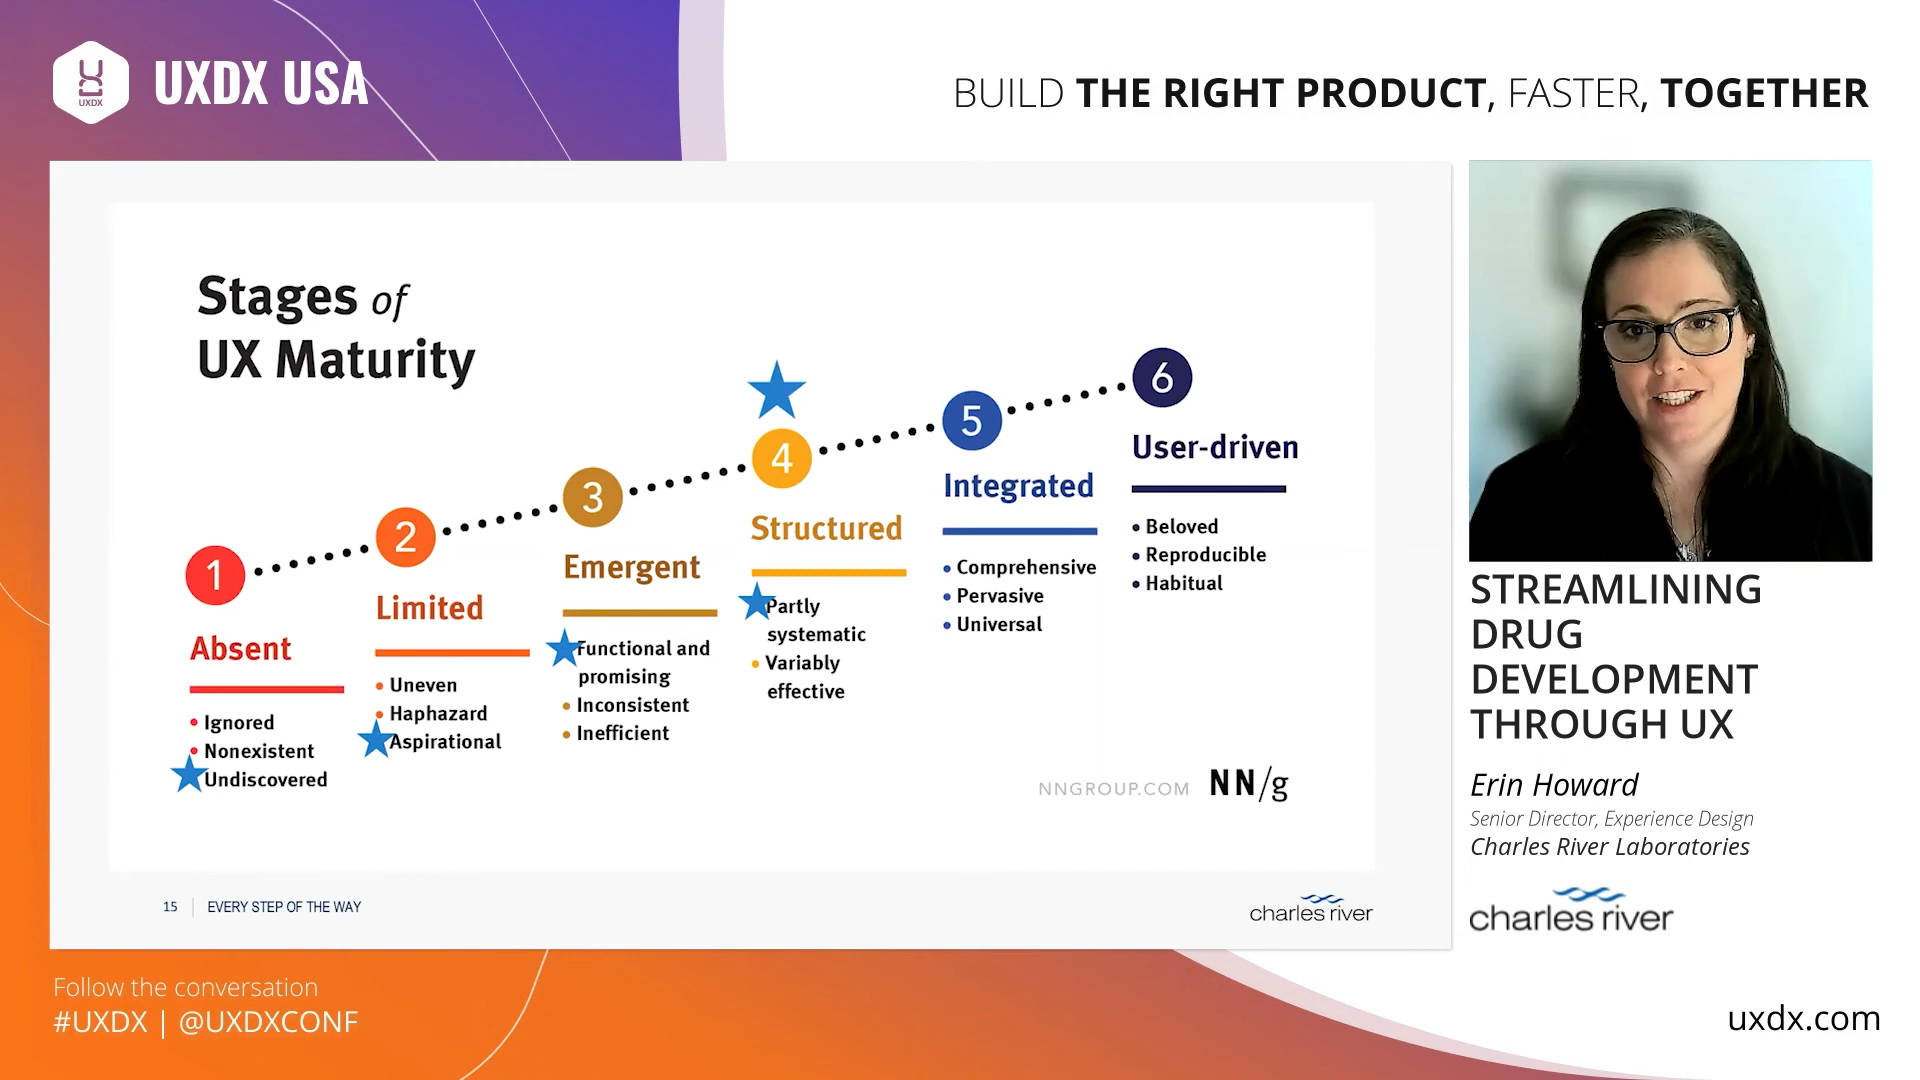 UXDX
UXDX USA
BUILD THE RIGHT PRODUCT, FASTER, TOGETHER
Stages of
UX Maturity
1
Absent
• Ignored
• Nonexistent
Undiscovered
2
Limited
• Uneven
• Haphazard
Aspirational
3
Emergent
Functional and
promising
• Inconsistent
• Inefficient
4
Structured
Partly
systematic
• Variably
effective
5
Integrated
• Comprehensive
• Pervasive
• Universal
6
User-driven
• Beloved
• Reproducible
• Habitual
NNGROUP.COM NN/g
15 | EVERY STEP OF THE WAY
charles river
STREAMLINING
DRUG
DEVELOPMENT
THROUGH UX
Erin Howard
Senior Director, Experience Design
Charles River Laboratories
charles river
Follow the conversation
#UXDX | @UXDXCONF
uxdx.com